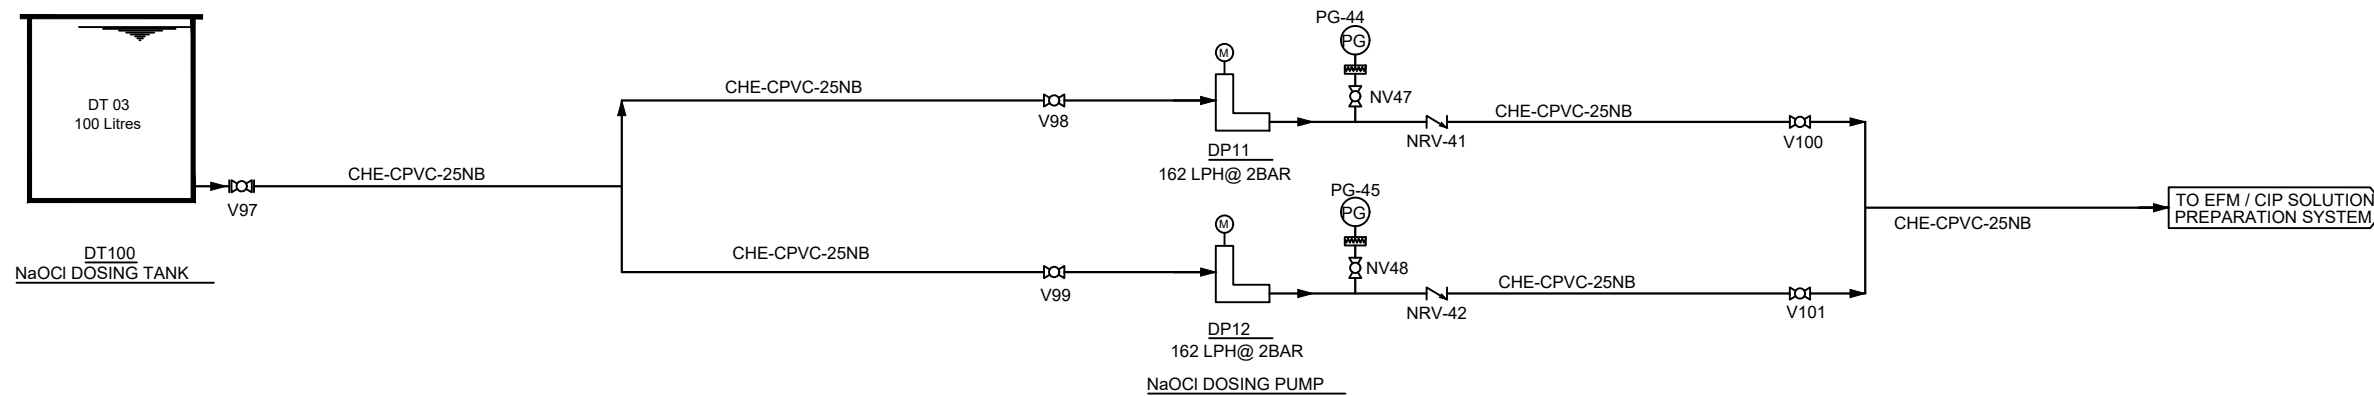 DT 03
100 Litres
DT100
NaOCl DOSING TANK
V97
CHE-CPVC-25NB
CHE-CPVC-25NB
V98
M
DP11
162 LPH@ 2BAR
PG-44
PG
NV47
NRV-41
CHE-CPVC-25NB
V100
CHE-CPVC-25NB
V99
M
DP12
162 LPH@ 2BAR
NaOCl DOSING PUMP
PG-45
PG
NV48
NRV-42
CHE-CPVC-25NB
V101
CHE-CPVC-25NB
TO EFM / CIP SOLUTION
PREPARATION SYSTEM.